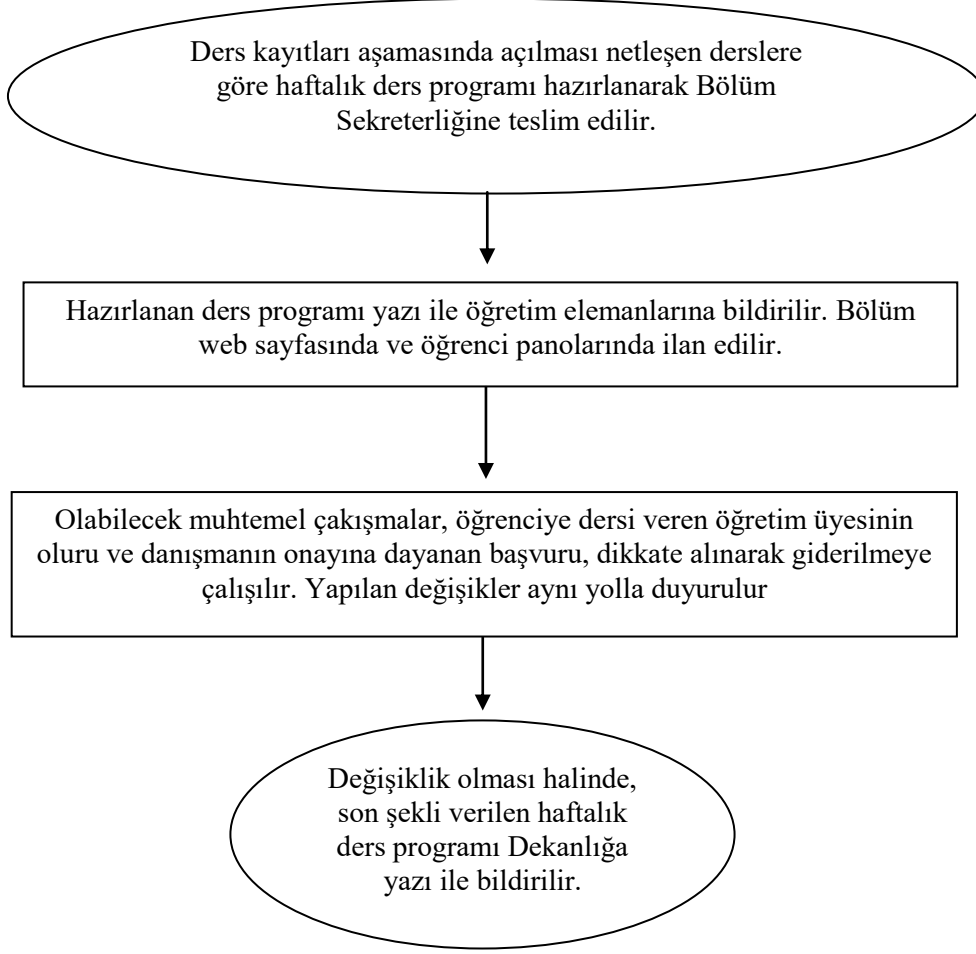 Ders kayıtları aşamasında açılması netleşen derslere
göre haftalık ders programı hazırlanarak Bölüm
Sekreterliğine teslim edilir.
Hazırlanan ders programı yazı ile öğretim elemanlarına bildirilir. Bölüm
web sayfasında ve öğrenci panolarında ilan edilir.
Olabilecek muhtemel çakışmalar, öğrenciye dersi veren öğretim üyesinin
oluru ve danışmanın onayına dayanan başvuru, dikkate alınarak giderilmeye
çalışılır. Yapılan değişikler aynı yolla duyurulur
Değişiklik olması halinde,
son şekli verilen haftalık
ders programı Dekanlığa
yazı ile bildirilir.